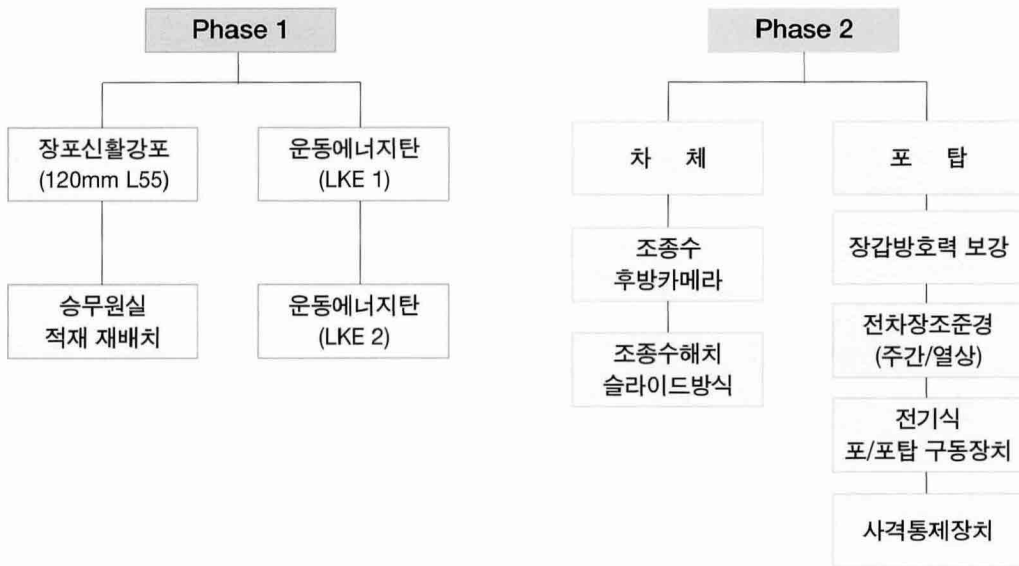 Phase 1
장포신활강포
(120mm L55)
운동에너지탄
(LKE 1)
승무원실
적재 재배치
운동에너지탄
(LKE 2)
Phase 2
차 체
포 탑
조종수
후방카메라
장갑방호력 보강
조종수해치
슬라이드방식
전차장조준경
(주간/열상)
전기식
포/포탑 구동장치
사격통제장치